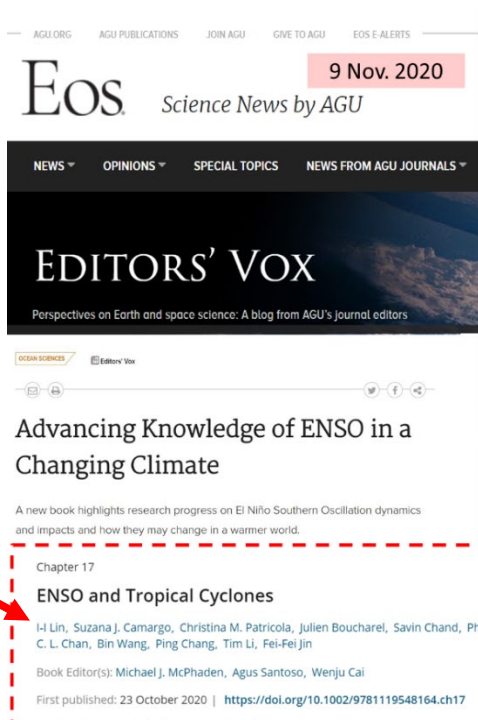 AGU.ORG AGU PUBLICATIONS JOIN AGU GIVE TO AGU EOS E-ALERTS
9 Nov. 2020
Eos Science News by AGU
NEWS OPINIONS SPECIAL TOPICS NEWS FROM AGU JOURNALS
EDITORS' VOX
Perspectives on Earth and space science: A blog from AGU's journal editors
OCEAN SCIENCES Editors' Vox
Advancing Knowledge of ENSO in a
Changing Climate
A new book highlights research progress on El Niño Southern Oscillation dynamics
and impacts and how they may change in a warmer world.
Chapter 17
ENSO and Tropical Cyclones
I-I Lin, Suzana J. Camargo, Christina M. Patricola, Julien Boucharel, Savin Chand, Ph
C. L. Chan, Bin Wang, Ping Chang, Tim Li, Fei-Fei Jin
Book Editor(s): Michael J. McPhaden, Agus Santoso, Wenju Cai
First published: 23 October 2020 | https://doi.org/10.1002/9781119548164.ch17